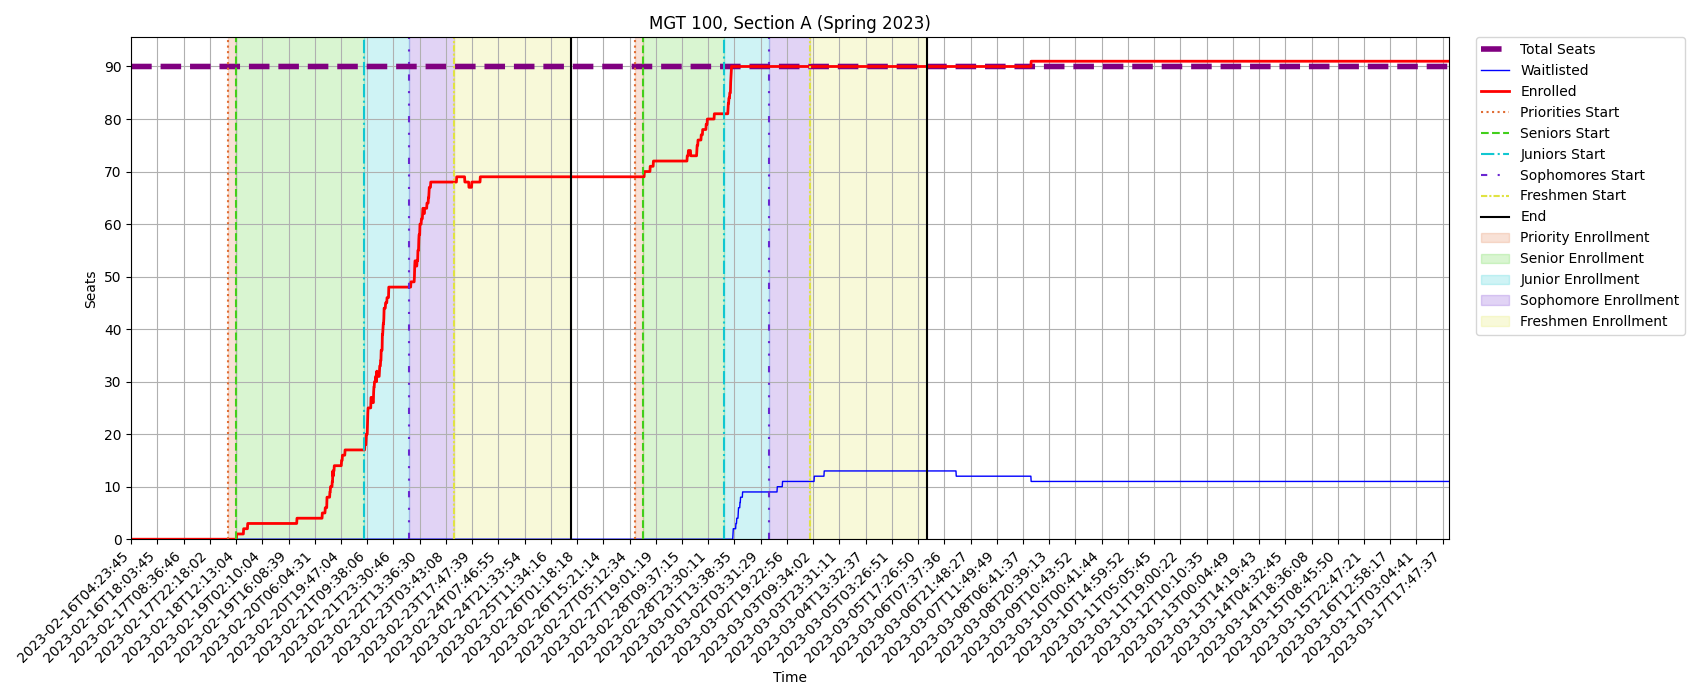 MGT 100, Section A (Spring 2023)
Seats
90
80
70
60
50
40
30
20
10
0
2023-02-16T04:23:45
2023-02-16T18:03:45
2023-02-17T08:36:46
2023-02-17T22:18:02
2023-02-18T12:13:04
2023-02-19T02:10:04
2023-02-19T16:08:39
2023-02-20T06:04:31
2023-02-20T19:47:04
2023-02-21T09:38:06
2023-02-21T23:30:46
2023-02-22T13:36:30
2023-02-23T03:43:08
2023-02-23T17:47:39
2023-02-24T07:46:55
2023-02-24T21:33:54
2023-02-25T11:34:16
2023-02-26T01:18:18
2023-02-26T15:21:14
2023-02-27T05:12:34
2023-02-27T19:01:19
2023-02-28T09:37:15
2023-02-28T23:30:11
2023-03-01T13:38:35
2023-03-02T03:31:29
2023-03-02T19:22:56
2023-03-03T09:34:02
2023-03-03T23:31:11
2023-03-04T13:32:37
2023-03-05T03:26:51
2023-03-05T17:26:50
2023-03-06T07:37:36
2023-03-06T21:48:27
2023-03-07T11:49:49
2023-03-08T06:41:37
2023-03-08T20:39:13
2023-03-09T10:43:52
2023-03-10T00:41:44
2023-03-10T14:59:52
2023-03-11T05:05:45
2023-03-11T19:00:22
2023-03-12T10:10:35
2023-03-13T00:04:49
2023-03-13T14:19:43
2023-03-14T04:32:45
2023-03-14T18:36:08
2023-03-15T08:45:50
2023-03-15T22:47:21
2023-03-16T12:58:17
2023-03-17T03:04:41
2023-03-17T17:47:37
Time
Total Seats
Waitlisted
Enrolled
Priorities Start
Seniors Start
Juniors Start
Sophomores Start
Freshmen Start
End
Priority Enrollment
Senior Enrollment
Junior Enrollment
Sophomore Enrollment
Freshmen Enrollment